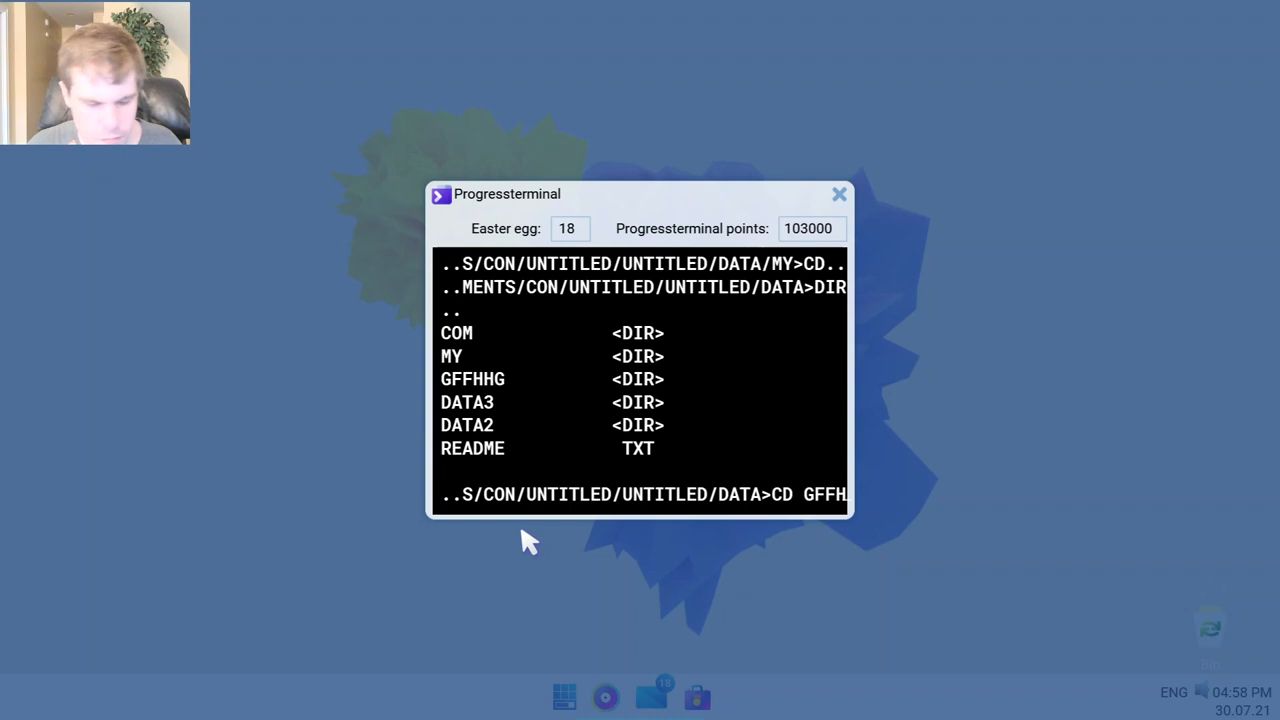 Progressterminal
Easter egg: 18 Progressterminal points: 103000
..S/CON/UNTITLED/UNTITLED/DATA/MY>CD..
..MENTS/CON/UNTITLED/UNTITLED/DATA>DIR
..
COM <DIR>
MY <DIR>
GFFHHG <DIR>
DATA3 <DIR>
DATA2 <DIR>
README TXT
..S/CON/UNTITLED/UNTITLED/DATA>CD GFFH
Bin
18
ENG 04:58 PM
30.07.21